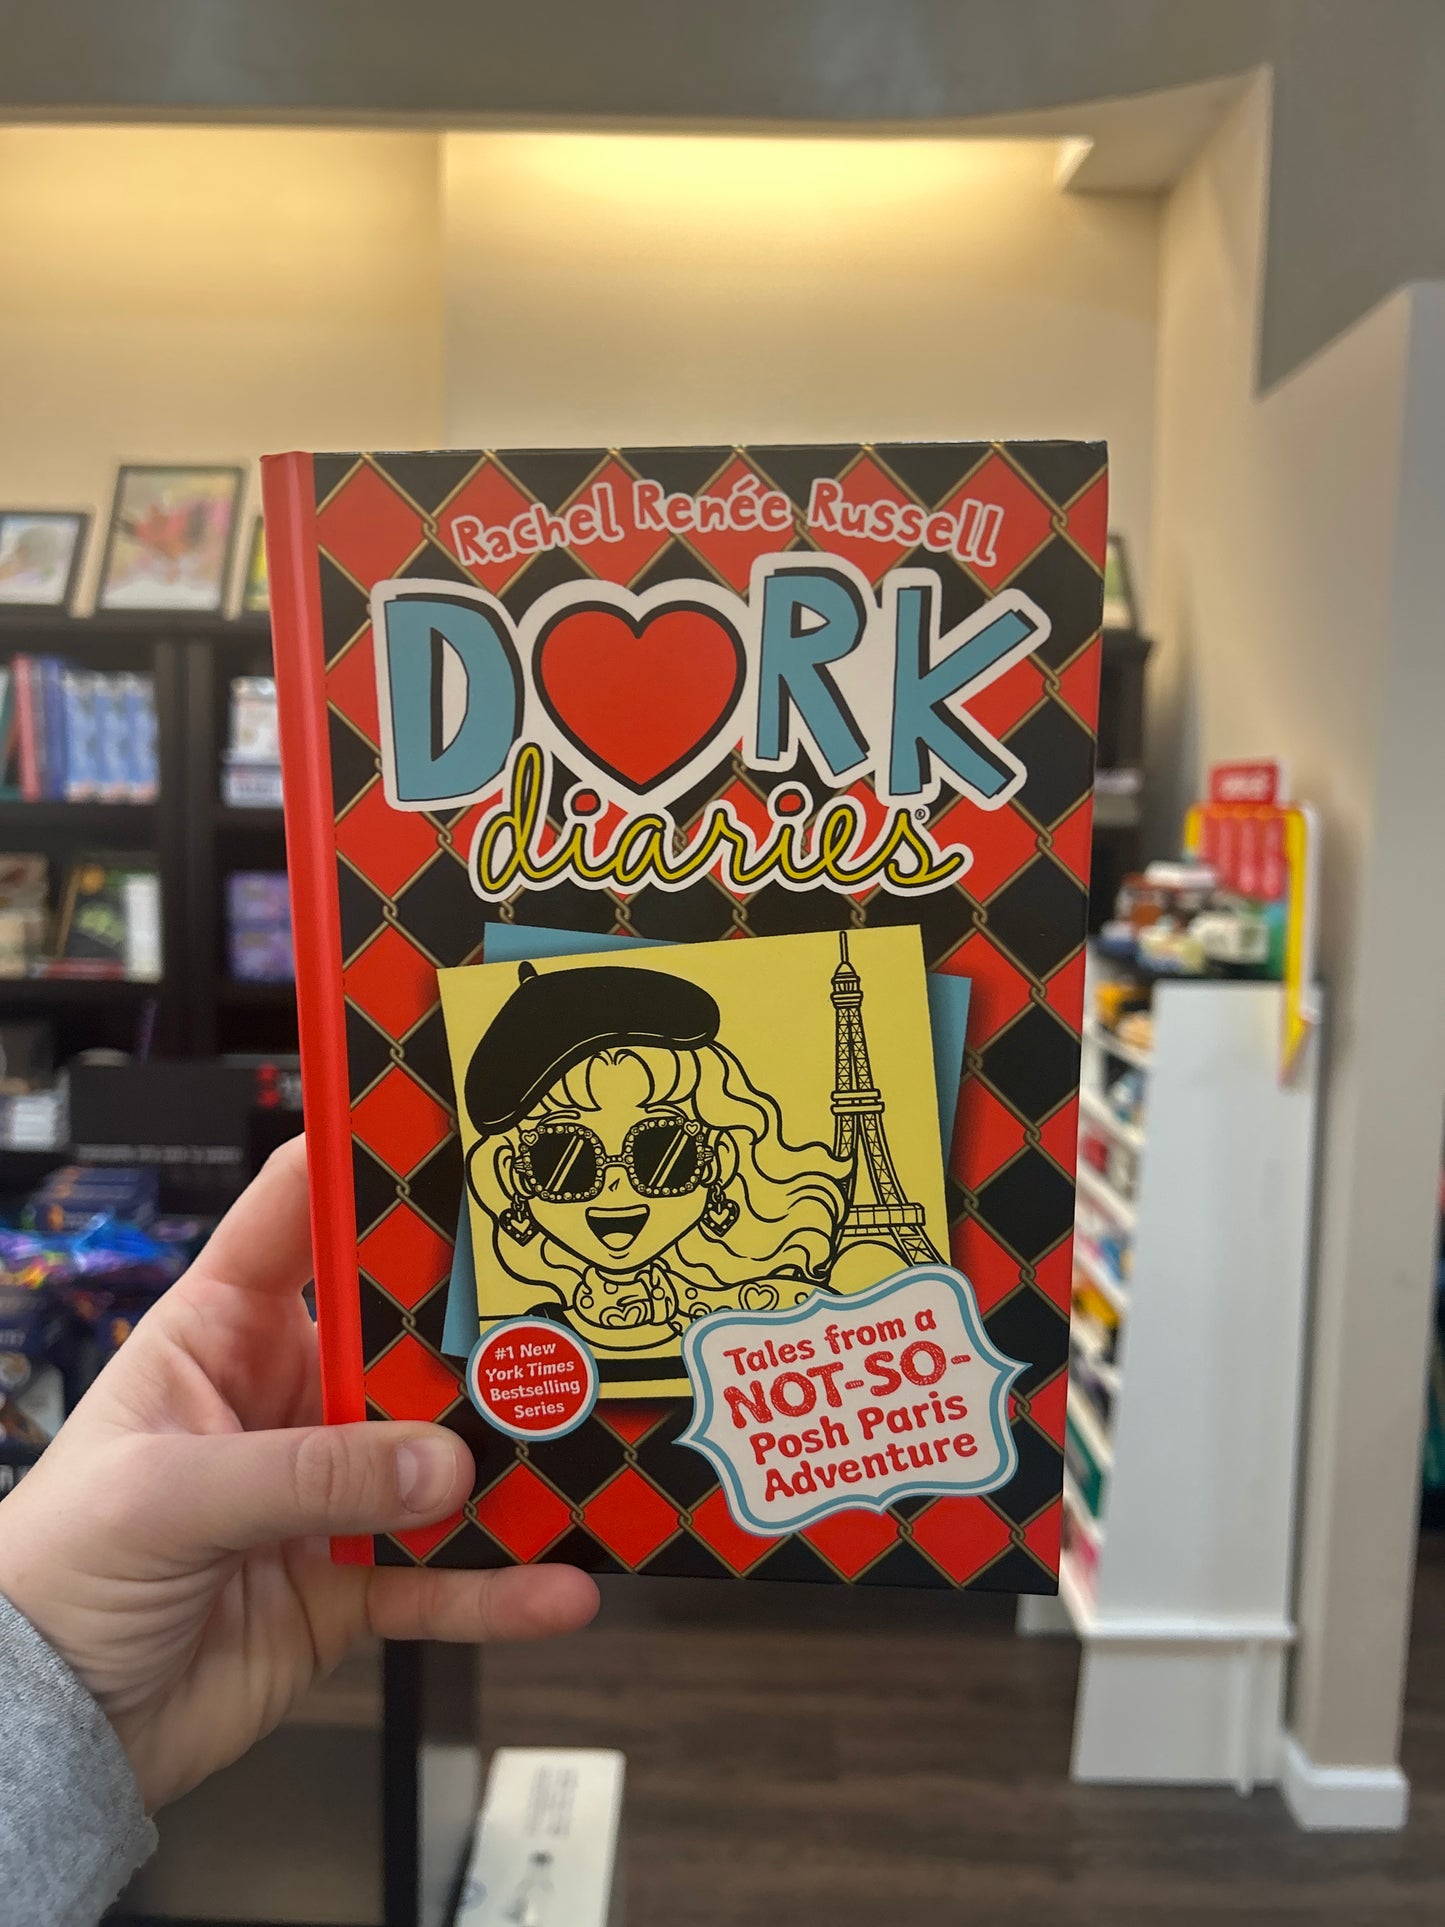 Rachel Renée Russell
DORK
diaries®
#1 New
York Times
Bestselling
Series
Tales from a
NOT-SO-
Posh Paris
Adventure